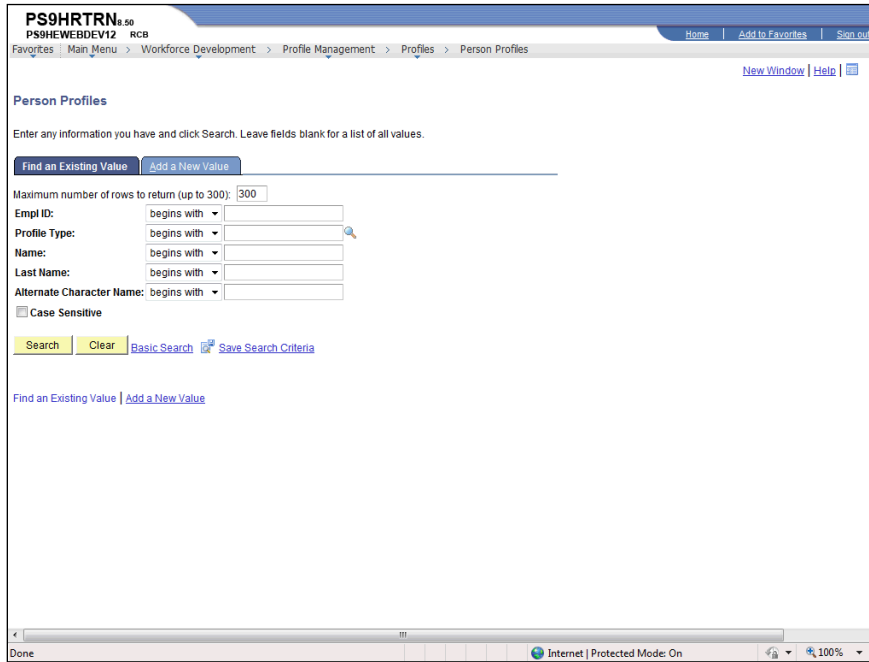 PS9HRTRN8.50
PS9HEWEBDEV12 RCB
Home | Add to Favorites | Sign out
Favorites | Main Menu > Workforce Development > Profile Management > Profiles > Person Profiles
New Window | Help |
Person Profiles
Enter any information you have and click Search. Leave fields blank for a list of all values.
Find an Existing Value Add a New Value
Maximum number of rows to return (up to 300): 300
Empl ID: begins with
Profile Type: begins with
Name: begins with
Last Name: begins with
Alternate Character Name: begins with
Case Sensitive
Search Clear Basic Search Save Search Criteria
Find an Existing Value | Add a New Value
Done Internet | Protected Mode: On 100%